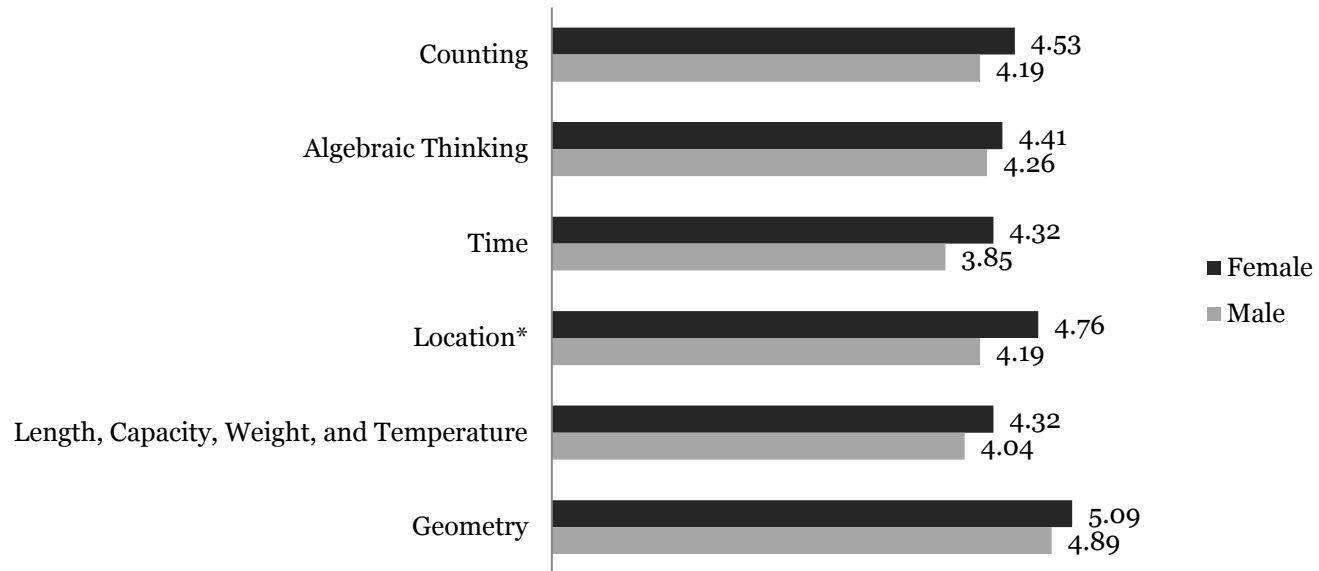 Counting
4.53
4.19
Algebraic Thinking
4.41
4.26
Time
4.32
3.85
Location*
4.76
4.19
Length, Capacity, Weight, and Temperature
4.32
4.04
Geometry
5.09
4.89
Female
Male